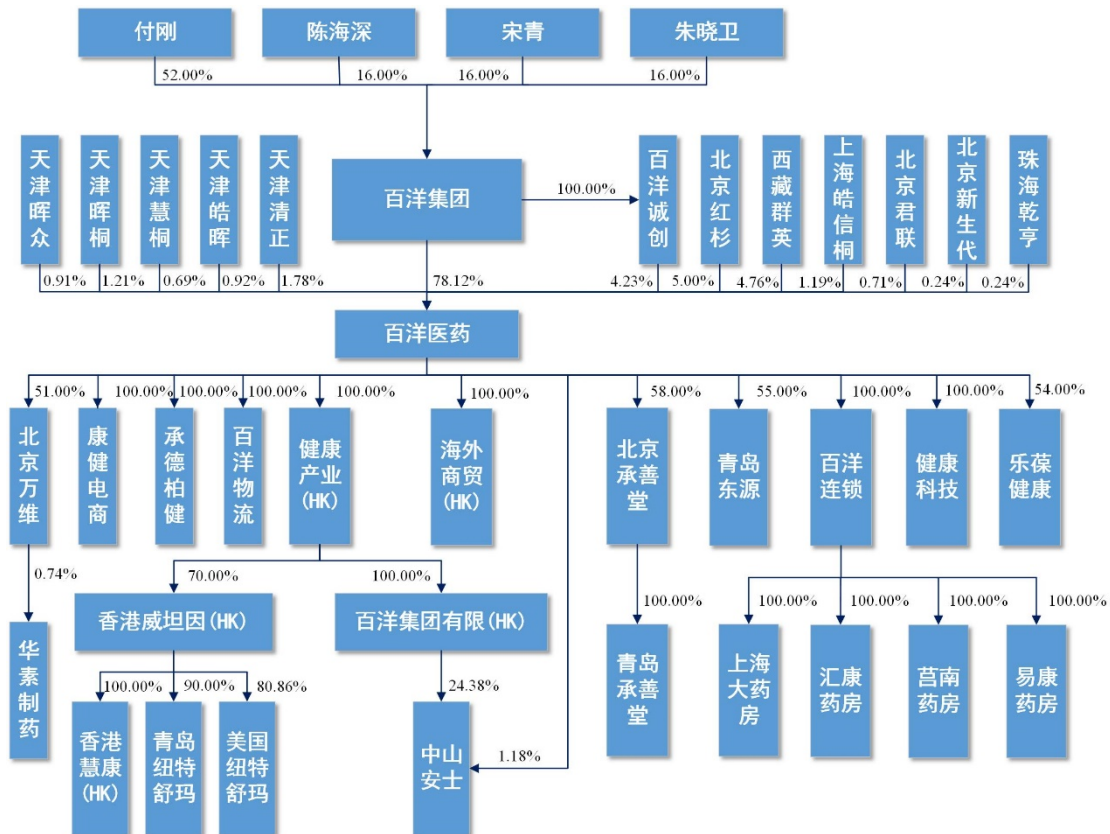 付刚
陈海深
宋青
朱晓卫
52.00%
16.00%
16.00%
16.00%
天津晖众
天津晖桐
天津慧桐
天津皓晖
天津清正
百洋集团
100.00%
百洋诚创
北京红杉
西藏群英
上海皓信桐
北京君联
北京新生代
珠海乾亨
0.91%
1.21%
0.69%
0.92%
1.78%
78.12%
4.23%
5.00%
4.76%
1.19%
0.71%
0.24%
0.24%
百洋医药
51.00%
100.00%
100.00%
100.00%
100.00%
100.00%
58.00%
55.00%
100.00%
100.00%
54.00%
北京万维
康健电商
承德柏健
百洋物流
健康
产业
(HK)
海外
商贸
(HK)
北京
承善
堂
青岛
东源
百洋
连锁
健康
科技
乐葆
健康
0.74%
70.00%
100.00%
100.00%
100.00%
100.00%
100.00%
100.00%
华素制药
香港威坦因(HK)
百洋集团有限(HK)
青岛
承善
堂
上海
大药
房
汇康
药房
莒南
药房
易康
药房
100.00%
90.00%
80.86%
24.38%
香港
慧康
(HK)
青岛
纽特
舒玛
美国
纽特
舒玛
中山
安士
1.18%